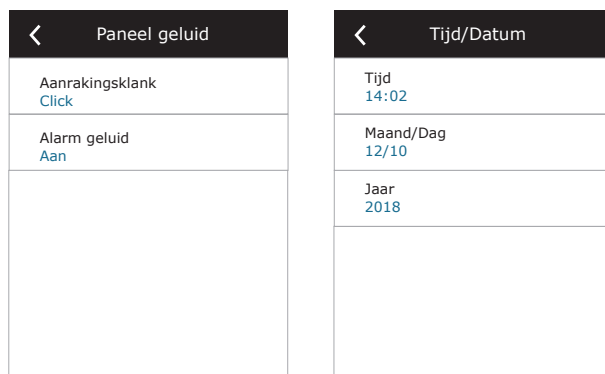 Paneel geluid
Aanrakingsklank
Click
Alarm geluid
Aan
Tijd/Datum
Tijd
14:02
Maand/Dag
12/10
Jaar
2018